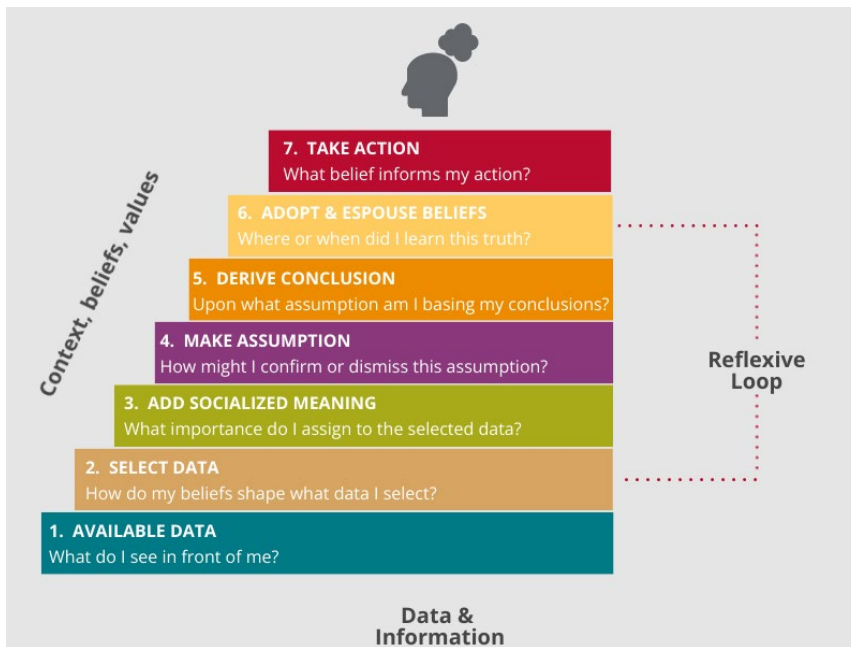 7. TAKE ACTION
What belief informs my action?
6. ADOPT & ESPOUSE BELIEFS
Where or when did I learn this truth?
5. DERIVE CONCLUSION
Upon what assumption am I basing my conclusions?
4. MAKE ASSUMPTION
How might I confirm or dismiss this assumption?
3. ADD SOCIALIZED MEANING
What importance do I assign to the selected data?
2. SELECT DATA
How do my beliefs shape what data I select?
1. AVAILABLE DATA
What do I see in front of me?
Context, beliefs, values
Reflexive
Loop
Data &
Information